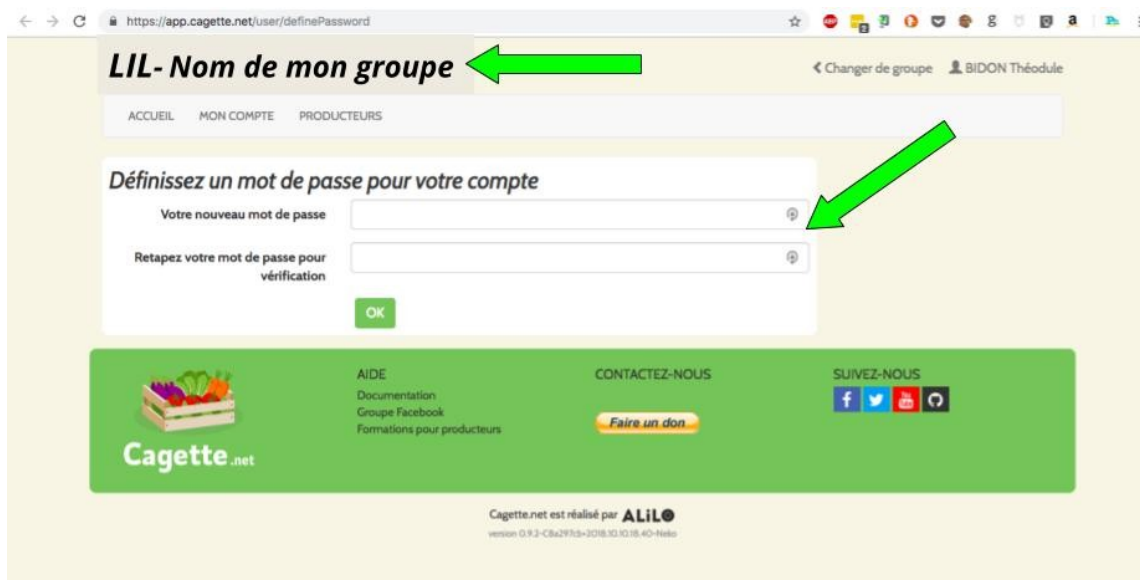 https://app.cagette.net/user/definePassword
LIL- Nom de mon groupe
Changer de groupe BIDON Théodule
ACCUEIL MON COMPTE PRODUCTEURS
Définissez un mot de passe pour votre compte
Votre nouveau mot de passe
Retapez votre mot de passe pour
vérification
OK
AIDE
Documentation
Groupe Facebook
Formations pour producteurs
CONTACTEZ-NOUS
Faire un don
SUIVEZ-NOUS
Cagette.net
Cagette.net est réalisé par ALiLO